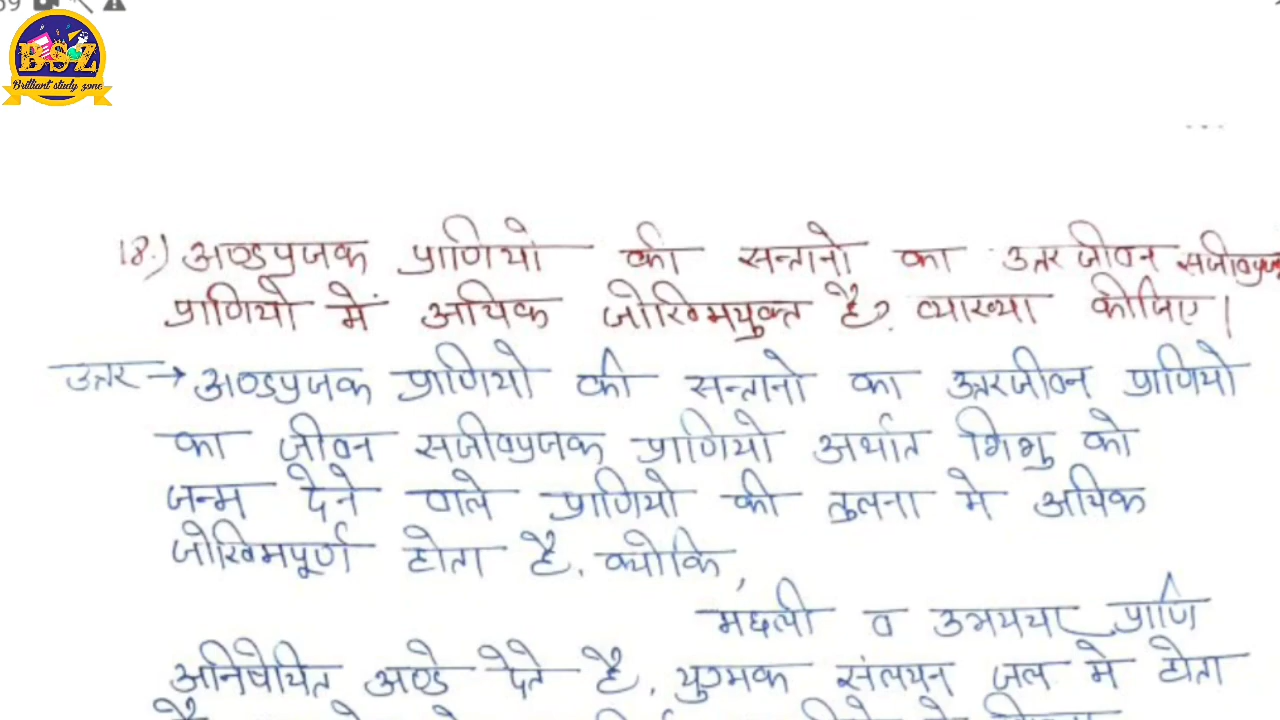 59
BSZ
Brilliant study zone
18.) अण्डप्रजक प्राणियो की सन्तानो का उत्तरजीवन सजीवप्रज
प्राणियो में अधिक जोखिमयुक्त है? व्याख्या कीजिए।
उत्तर → अण्डप्रजक प्राणियो की सन्तानो का उत्तरजीवन प्राणियो
का जीवन सजीवप्रजक प्राणियो अर्थात शिशु को
जन्म देने वाले प्राणियो की तुलना मे अधिक
जोखिमपूर्ण होता है, क्योकि,
मछली व उभयचर प्राणि
अनिषेचित अण्डे देते है, युग्मक संलयन जल मे होता